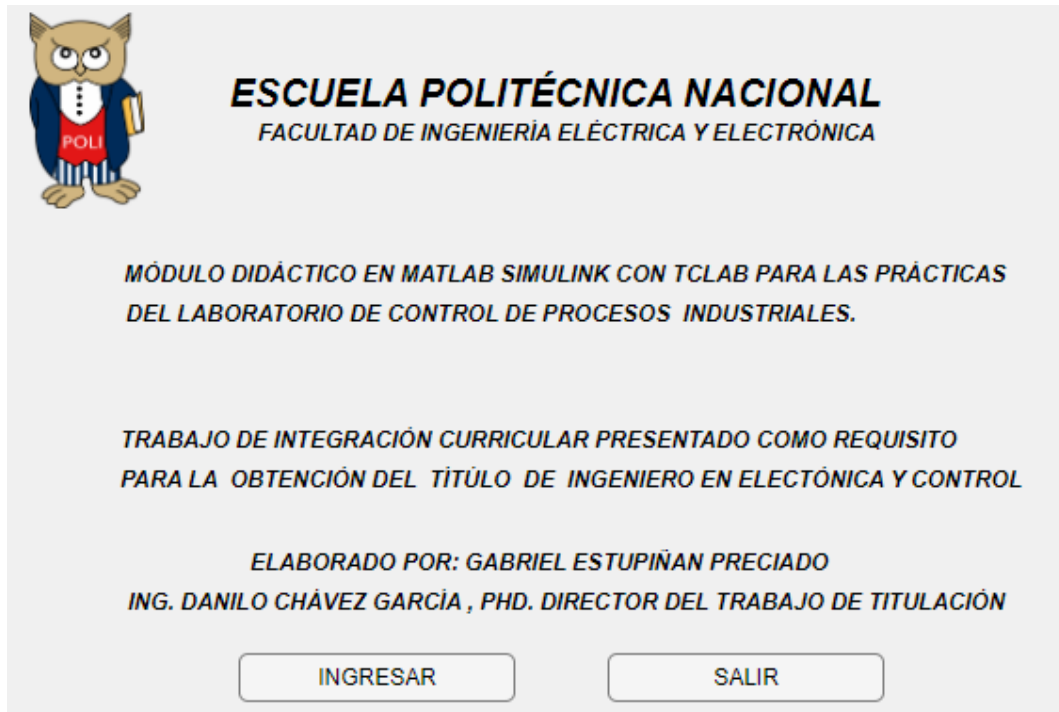 POLI
ESCUELA POLITÉCNICA NACIONAL
FACULTAD DE INGENIERÍA ELÉCTRICA Y ELECTRÓNICA
MÓDULO DIDÁCTICO EN MATLAB SIMULINK CON TCLAB PARA LAS PRÁCTICAS
DEL LABORATORIO DE CONTROL DE PROCESOS INDUSTRIALES.
TRABAJO DE INTEGRACIÓN CURRICULAR PRESENTADO COMO REQUISITO
PARA LA OBTENCIÓN DEL TÍTÚLO DE INGENIERO EN ELECTÓNICA Y CONTROL
ELABORADO POR: GABRIEL ESTUPIÑAN PRECIADO
ING. DANILO CHÁVEZ GARCÍA , PHD. DIRECTOR DEL TRABAJO DE TITULACIÓN
INGRESAR SALIR